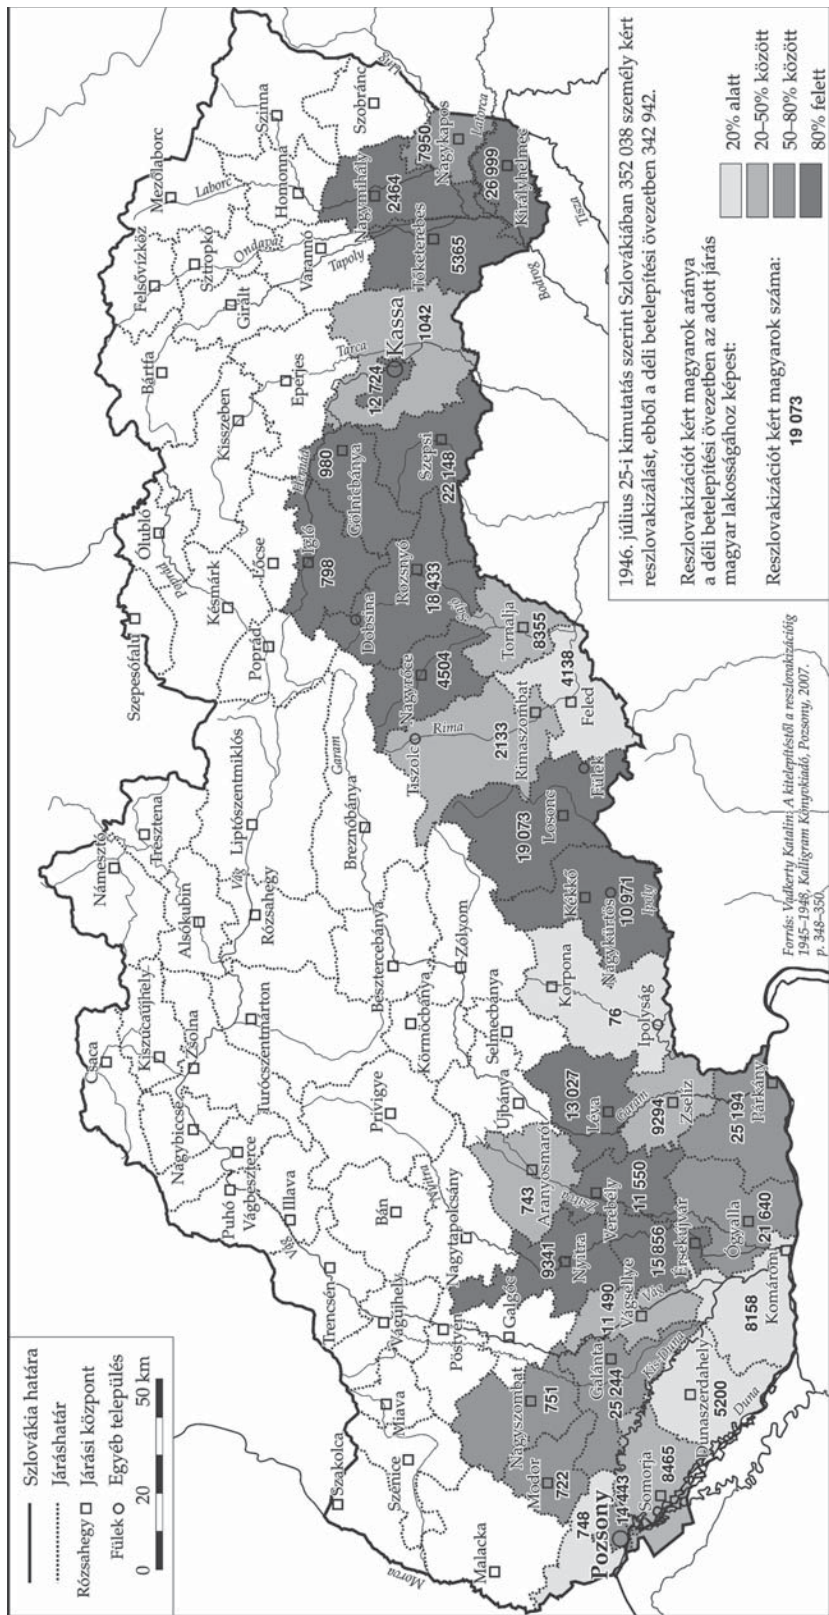 Szlovákia határa
Járáshatár
Rózsahegy Járási központ
Fülek Egyéb település
0 20 50 km
1946. július 25-i kimutatás szerint Szlovákiában 352 038 személy kért
reszlovakizálást, ebből a déli betelepítési övezetben 342 942.
Reszlovakizációt kért magyarok aránya
a déli betelepítési övezetben az adott járás
magyar lakosságához képest:
20% alatt
20–50% között
50–80% között
80% felett
Reszlovakizációt kért magyarok száma:
19 073
Forrás: Vadkerty Katalin: A kitelepítéstől a reszlovakizációig
1945–1948, Kalligram Könyvkiadó, Pozsony, 2007.
p. 348–350.
Szakolca
Szenice
Malacka
Morva
Miava
Trencsén
Vágújhely
Pöstyén
Galgóc
Nagytapolcsány
Bán
Illava
Puhó
Vágbeszterce
Nagybiccse
Zsolna
Kiszucaújhely
Csaca
Turócszentmárton
Privigye
Nyitra
Újbánya
Selmecbánya
Körmöcbánya
Besztercebánya
Zólyom
Breznóbánya
Garam
Rózsahegy
Liptószentmiklós
Vág
Alsókubin
Námesztó
Trsztena
Szepesófalu
Késmárk
Poprád
Poprád
Lőcse
Ólubló
Kisszeben
Eperjes
Bártfa
Tarca
Girált
Felsővízköz
Sztropkó
Mezőlaborc
Laborc
Ondava
Tapoly
Varannó
Homonna
Szinna
Szobránc
Vág
Pozsony
14 443
748
Modor
722
Nagyszombat
751
Somorja
8465
Dunaszerdahely
5200
Duna
Kis-Duna
Galanta
25 244
Vágsellye
11 490
Vág
Komárom
8158
Nyitra
9341
Érsekújvár
15 856
Ógyalla
21 640
Verebély
11 550
Zsitva
Aranyosmarót
743
Léva
13 027
Garam
Zseliz
9294
Párkány
25 194
Korpona
76
Ipolyság
Kékkő
Nagykürtös
10 971
Ipoly
Losonc
19 073
Fülek
Tiszolc
Rima
Rimaszombat
2133
Feled
4138
Tornalja
8355
Sajó
Nagyrőce
4504
Dobsina
Rozsnyó
18 433
Igló
798
Hernád
Gölnicbánya
980
Szepsi
22 148
Kassa
12 724
1042
Tőketerebes
5365
Nagymihály
2464
Nagykapos
7950
Latorca
Királyhelmec
26 999
Bodrog
Tisza